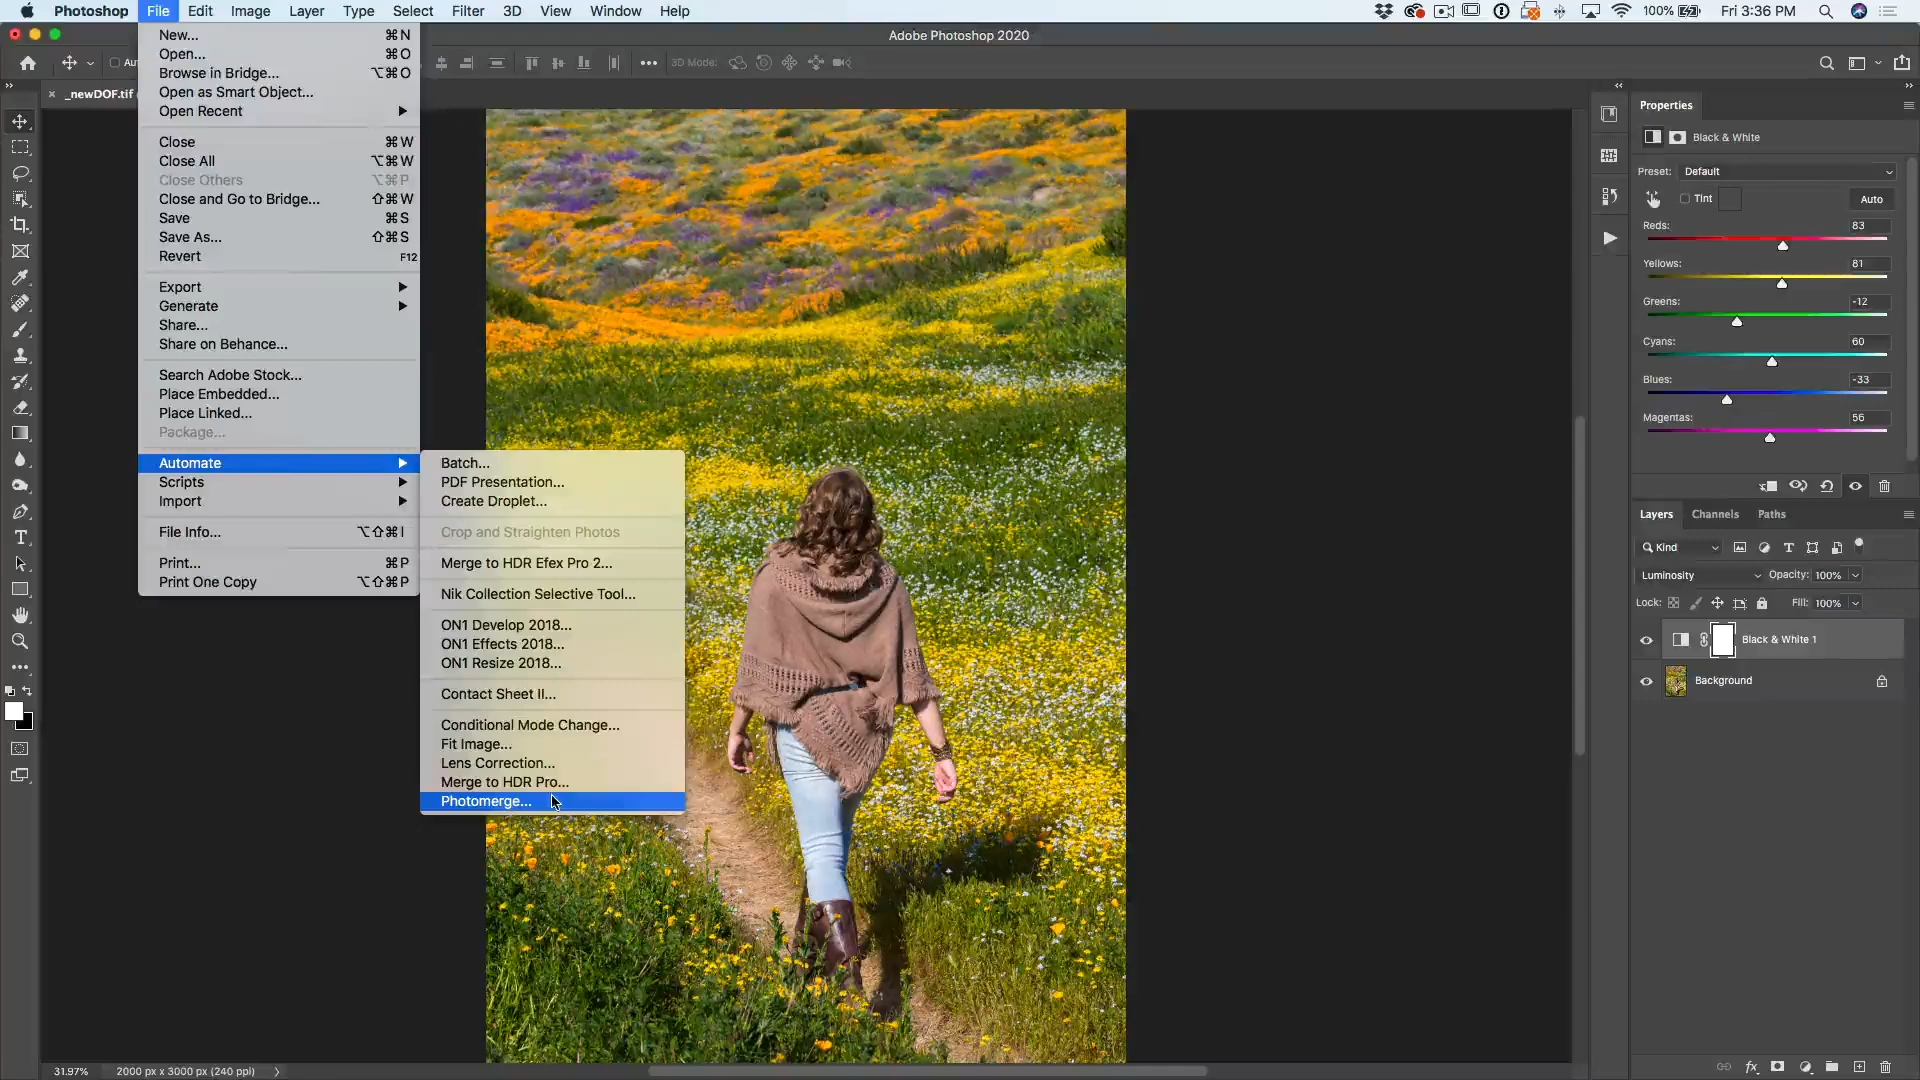 Photoshop File Edit Image Layer Type Select Filter 3D View Window Help 100% Fri 3:36 PM
Adobe Photoshop 2020
3D Mode:
_newDOF.tif
New... ⌘N
Open... ⌘O
Browse in Bridge... ⌥⌘O
Open as Smart Object...
Open Recent
Close ⌘W
Close All ⌥⌘W
Close Others ⌥⌘P
Close and Go to Bridge... ⇧⌘W
Save ⌘S
Save As... ⇧⌘S
Revert F12
Export
Generate
Share...
Share on Behance...
Search Adobe Stock...
Place Embedded...
Place Linked...
Package...
Automate
Scripts
Import
File Info... ⌥⇧⌘I
Print... ⌘P
Print One Copy ⌥⇧⌘P
Batch...
PDF Presentation...
Create Droplet...
Crop and Straighten Photos
Merge to HDR Efex Pro 2...
Nik Collection Selective Tool...
ON1 Develop 2018...
ON1 Effects 2018...
ON1 Resize 2018...
Contact Sheet II...
Conditional Mode Change...
Fit Image...
Lens Correction...
Merge to HDR Pro...
Photomerge...
Properties
Black & White
Preset: Default
Tint Auto
Reds: 83
Yellows: 81
Greens: -12
Cyans: 60
Blues: -33
Magentas: 56
Layers Channels Paths
Kind
Luminosity Opacity: 100%
Lock: Fill: 100%
Black & White 1
Background
31.97% 2000 px x 3000 px (240 ppi)